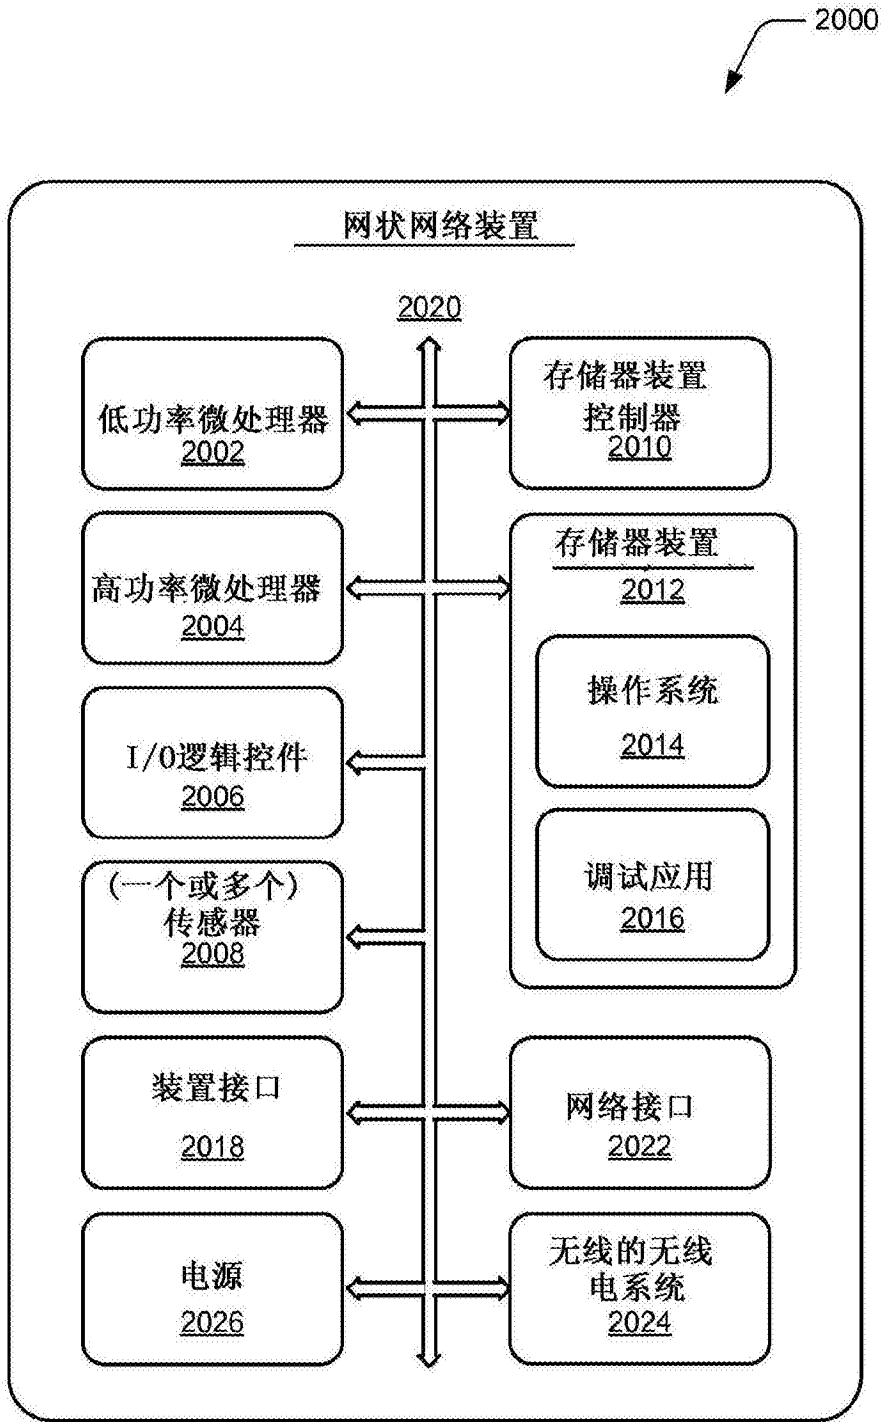 2000
网状网络装置
2020
低功率微处理器
2002
存储器装置
控制器
2010
高功率微处理器
2004
存储器装置
2012
操作系统
2014
I/O逻辑控件
2006
调试应用
2016
(一个或多个)
传感器
2008
装置接口
2018
网络接口
2022
电源
2026
无线的无线
电系统
2024